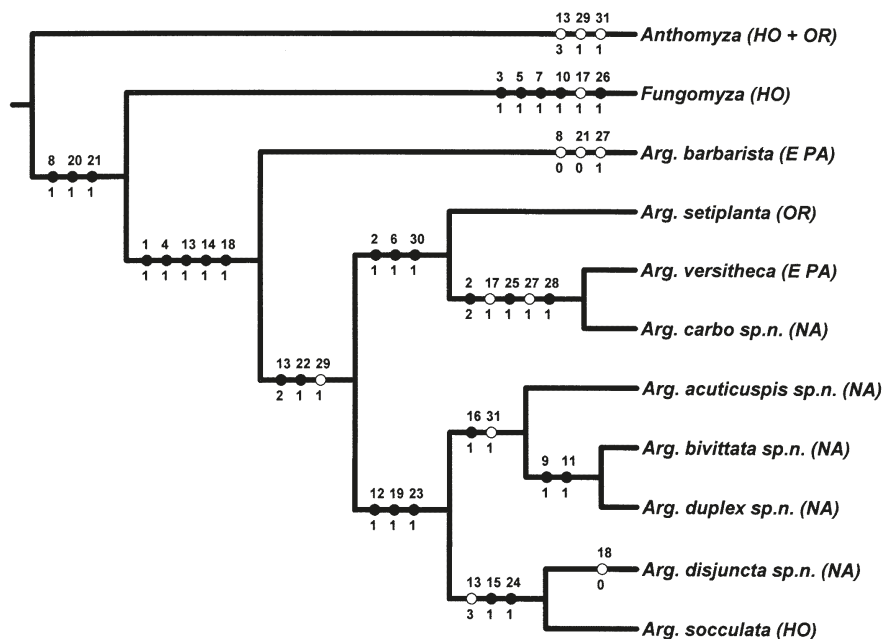 13 29 31
Anthomyza (HO + OR)
3 1 1
3 5 7 10 17 26
Fungomyza (HO)
1 1 1 1 1 1
8 21 27
Arg. barbarista (E PA)
0 0 1
8 20 21
1 1 1
Arg. setiplanta (OR)
1 4 13 14 18
1 1 1 1 1
2 6 30
1 1 1
Arg. versitheca (E PA)
2 17 25 27 28
2 1 1 1 1
Arg. carbo sp.n. (NA)
13 22 29
2 1 1
Arg. acuticuspis sp.n. (NA)
16 31
1 1
Arg. bivittata sp.n. (NA)
9 11
1 1
Arg. duplex sp.n. (NA)
12 19 23
1 1 1
18
Arg. disjuncta sp.n. (NA)
0
13 15 24
3 1 1
Arg. socculata (HO)